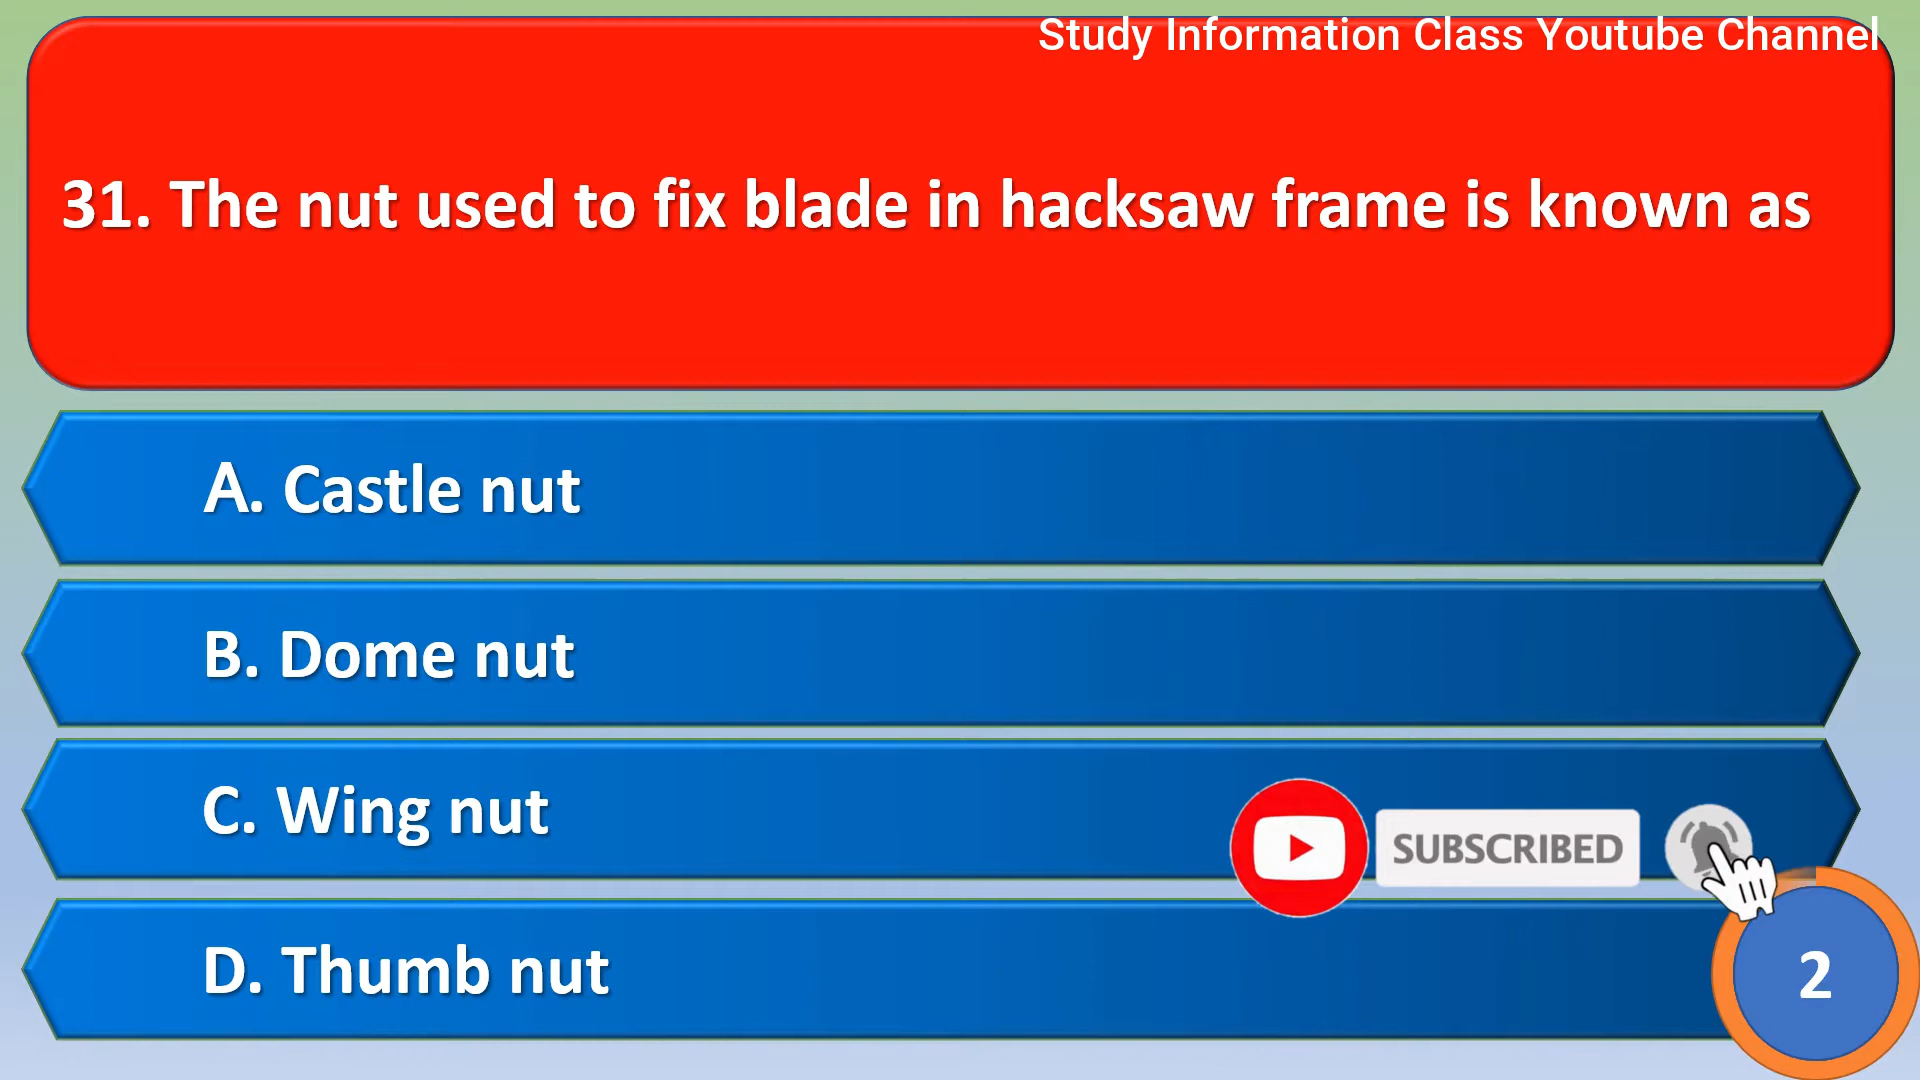 Study Information Class Youtube Channel
31. The nut used to fix blade in hacksaw frame is known as
A. Castle nut
B. Dome nut
C. Wing nut
SUBSCRIBED
D. Thumb nut
2